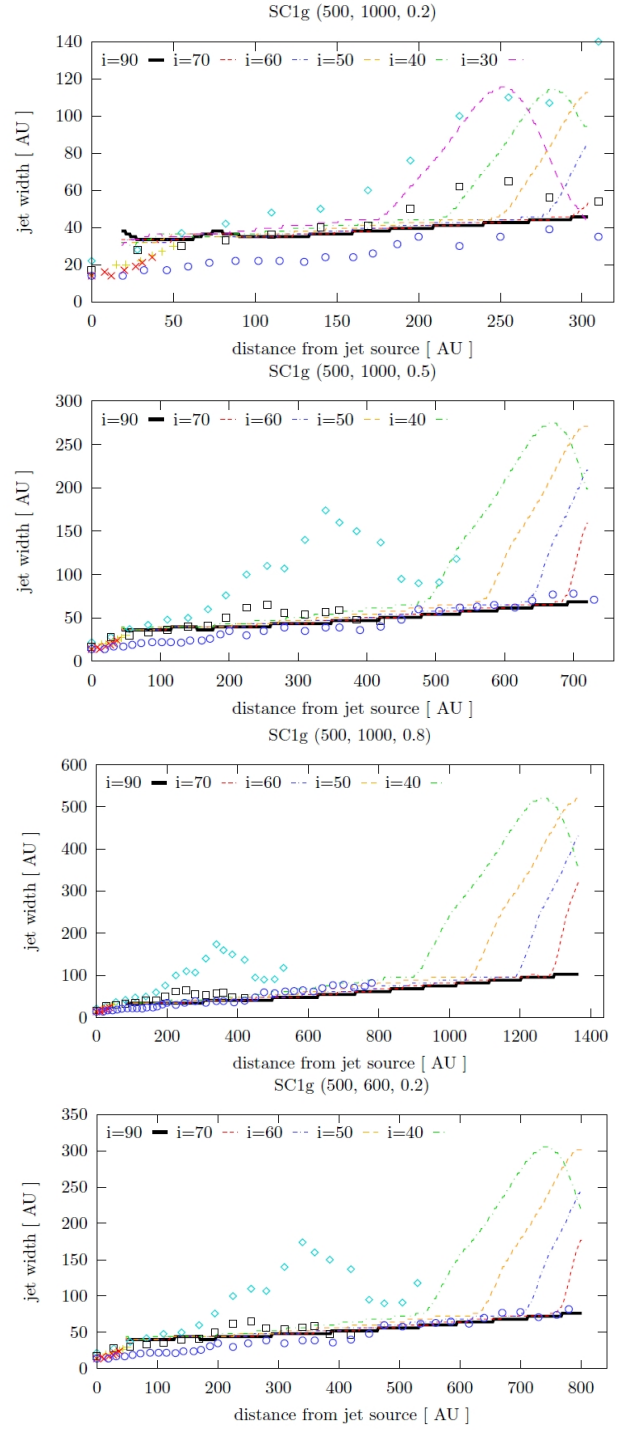 SC1g (500, 1000, 0.2)
140
120
100
80
60
40
20
0
jet width [ AU ]
i=90 i=70 i=60 i=50 i=40 i=30
0 50 100 150 200 250 300
distance from jet source [ AU ]
SC1g (500, 1000, 0.5)
300
250
200
150
100
50
0
jet width [ AU ]
i=90 i=70 i=60 i=50 i=40
0 100 200 300 400 500 600 700
distance from jet source [ AU ]
SC1g (500, 1000, 0.8)
600
500
400
300
200
100
0
jet width [ AU ]
i=90 i=70 i=60 i=50 i=40
0 200 400 600 800 1000 1200 1400
distance from jet source [ AU ]
SC1g (500, 600, 0.2)
350
300
250
200
150
100
50
0
jet width [ AU ]
i=90 i=70 i=60 i=50 i=40
0 100 200 300 400 500 600 700 800
distance from jet source [ AU ]